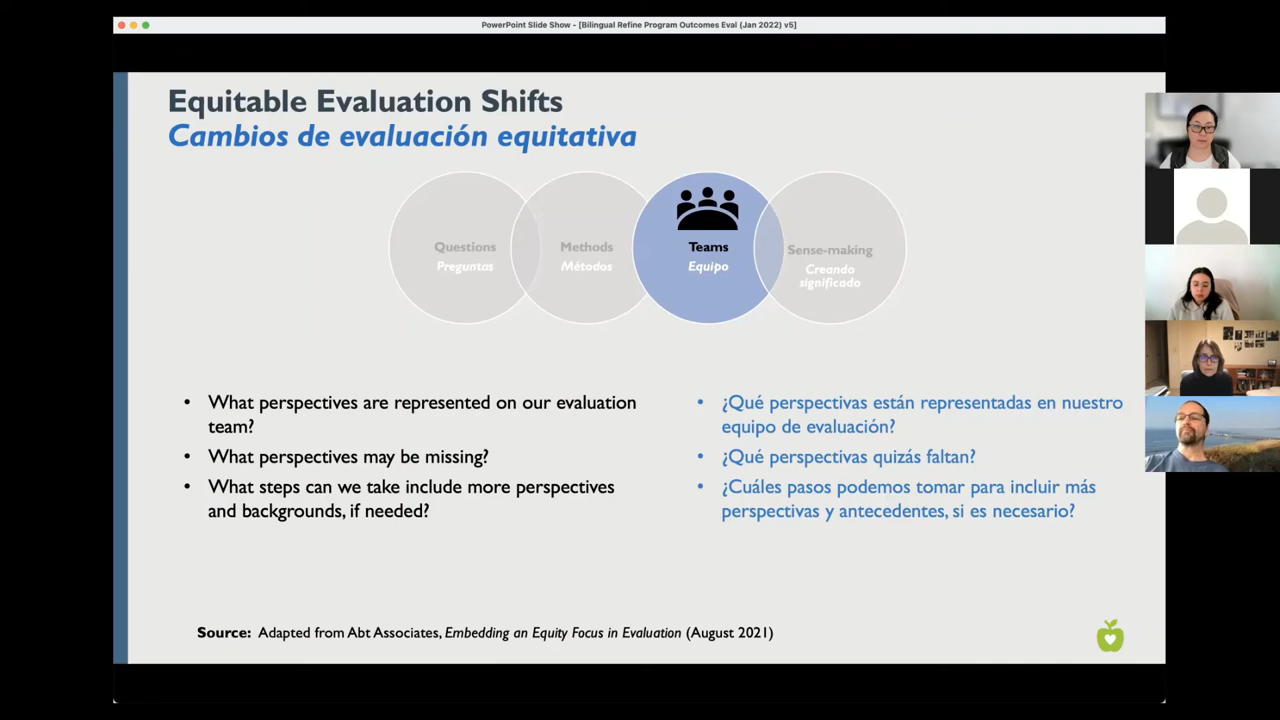 PowerPoint Slide Show - [Bilingual Refine Program Outcomes Eval (Jan 2022) v5]
Equitable Evaluation Shifts
Cambios de evaluación equitativa
Questions
Preguntas
Methods
Métodos
Teams
Equipo
Sense-making
Creando
significado
• What perspectives are represented on our evaluation
team?
• What perspectives may be missing?
• What steps can we take include more perspectives
and backgrounds, if needed?
• ¿Qué perspectivas están representadas en nuestro
equipo de evaluación?
• ¿Qué perspectivas quizás faltan?
• ¿Cuáles pasos podemos tomar para incluir más
perspectivas y antecedentes, si es necesario?
Source: Adapted from Abt Associates, Embedding an Equity Focus in Evaluation (August 2021)